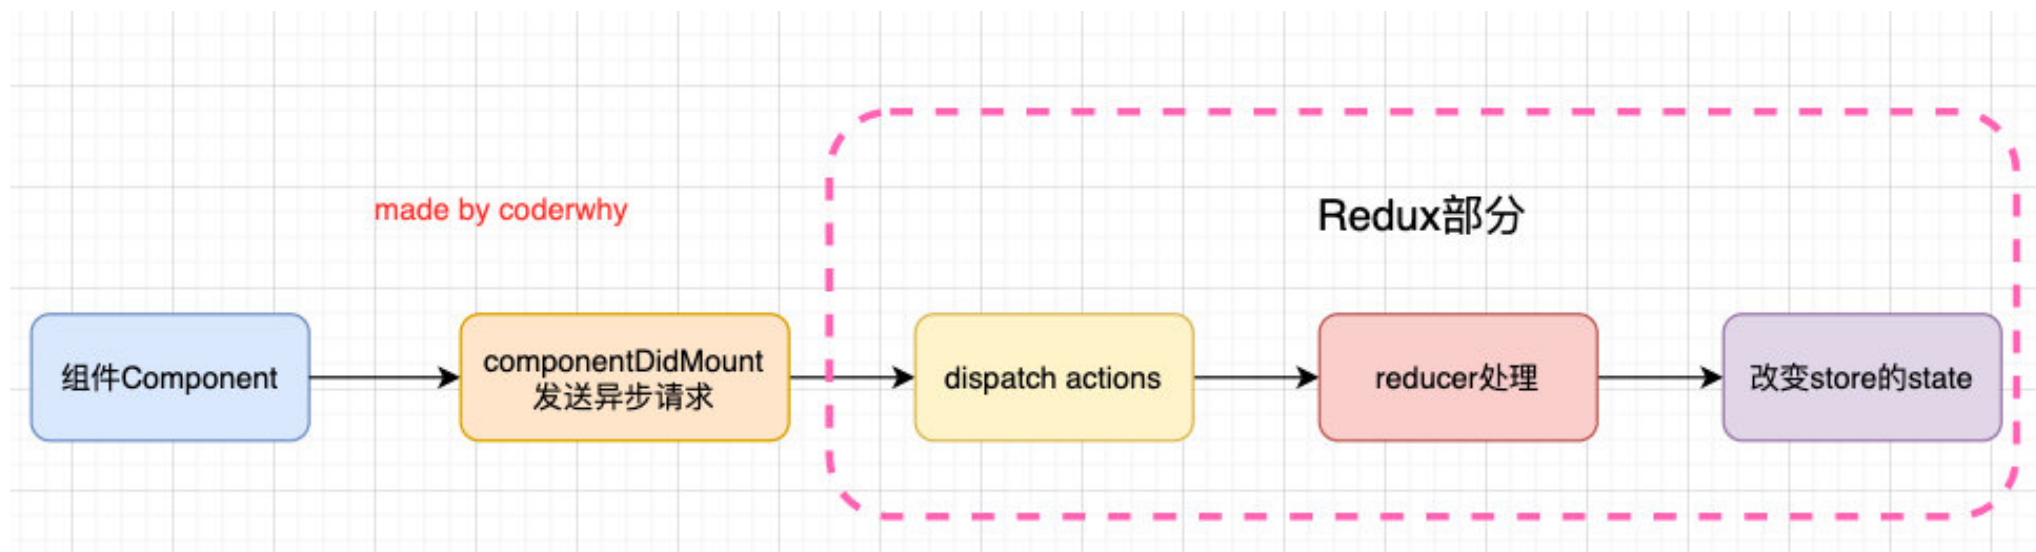 made by coderwhy
Redux部分
组件Component
componentDidMount
发送异步请求
dispatch actions
reducer处理
改变store的state